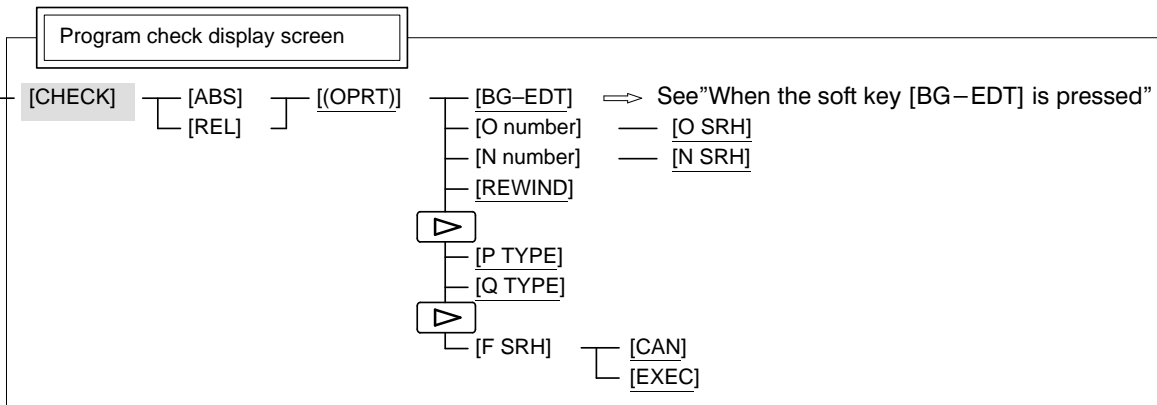 Program check display screen
[CHECK] [ABS] [(OPRT)] [BG–EDT] See"When the soft key [BG–EDT] is pressed"
[REL] [O number] [O SRH]
[N number] [N SRH]
[REWIND]
[P TYPE]
[Q TYPE]
[F SRH] [CAN]
[EXEC]